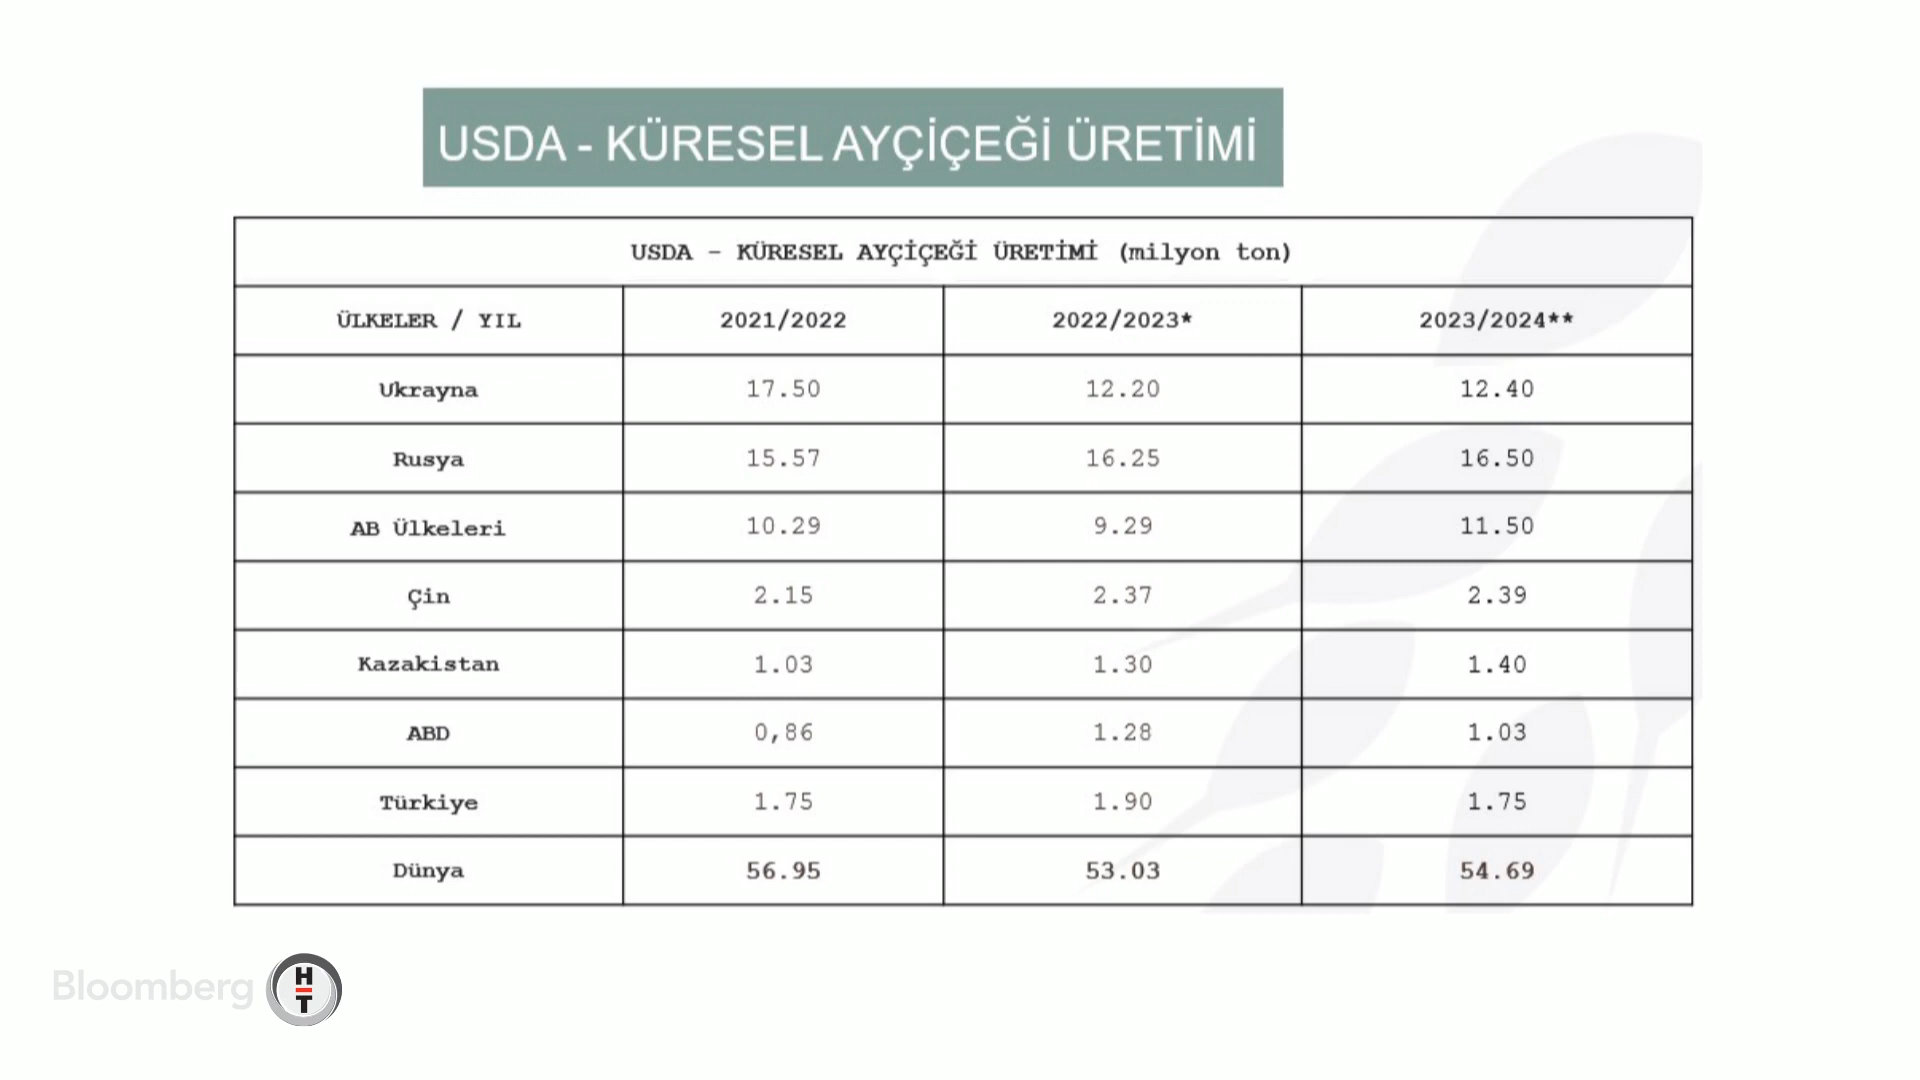 USDA - KÜRESEL AYÇİÇEĞİ ÜRETİMİ
USDA - KÜRESEL AYÇİÇEĞİ ÜRETİMİ (milyon ton)
ÜLKELER / YIL 2021/2022 2022/2023* 2023/2024**
Ukrayna 17.50 12.20 12.40
Rusya 15.57 16.25 16.50
AB Ülkeleri 10.29 9.29 11.50
Çin 2.15 2.37 2.39
Kazakistan 1.03 1.30 1.40
ABD 0,86 1.28 1.03
Türkiye 1.75 1.90 1.75
Dünya 56.95 53.03 54.69
Bloomberg HT